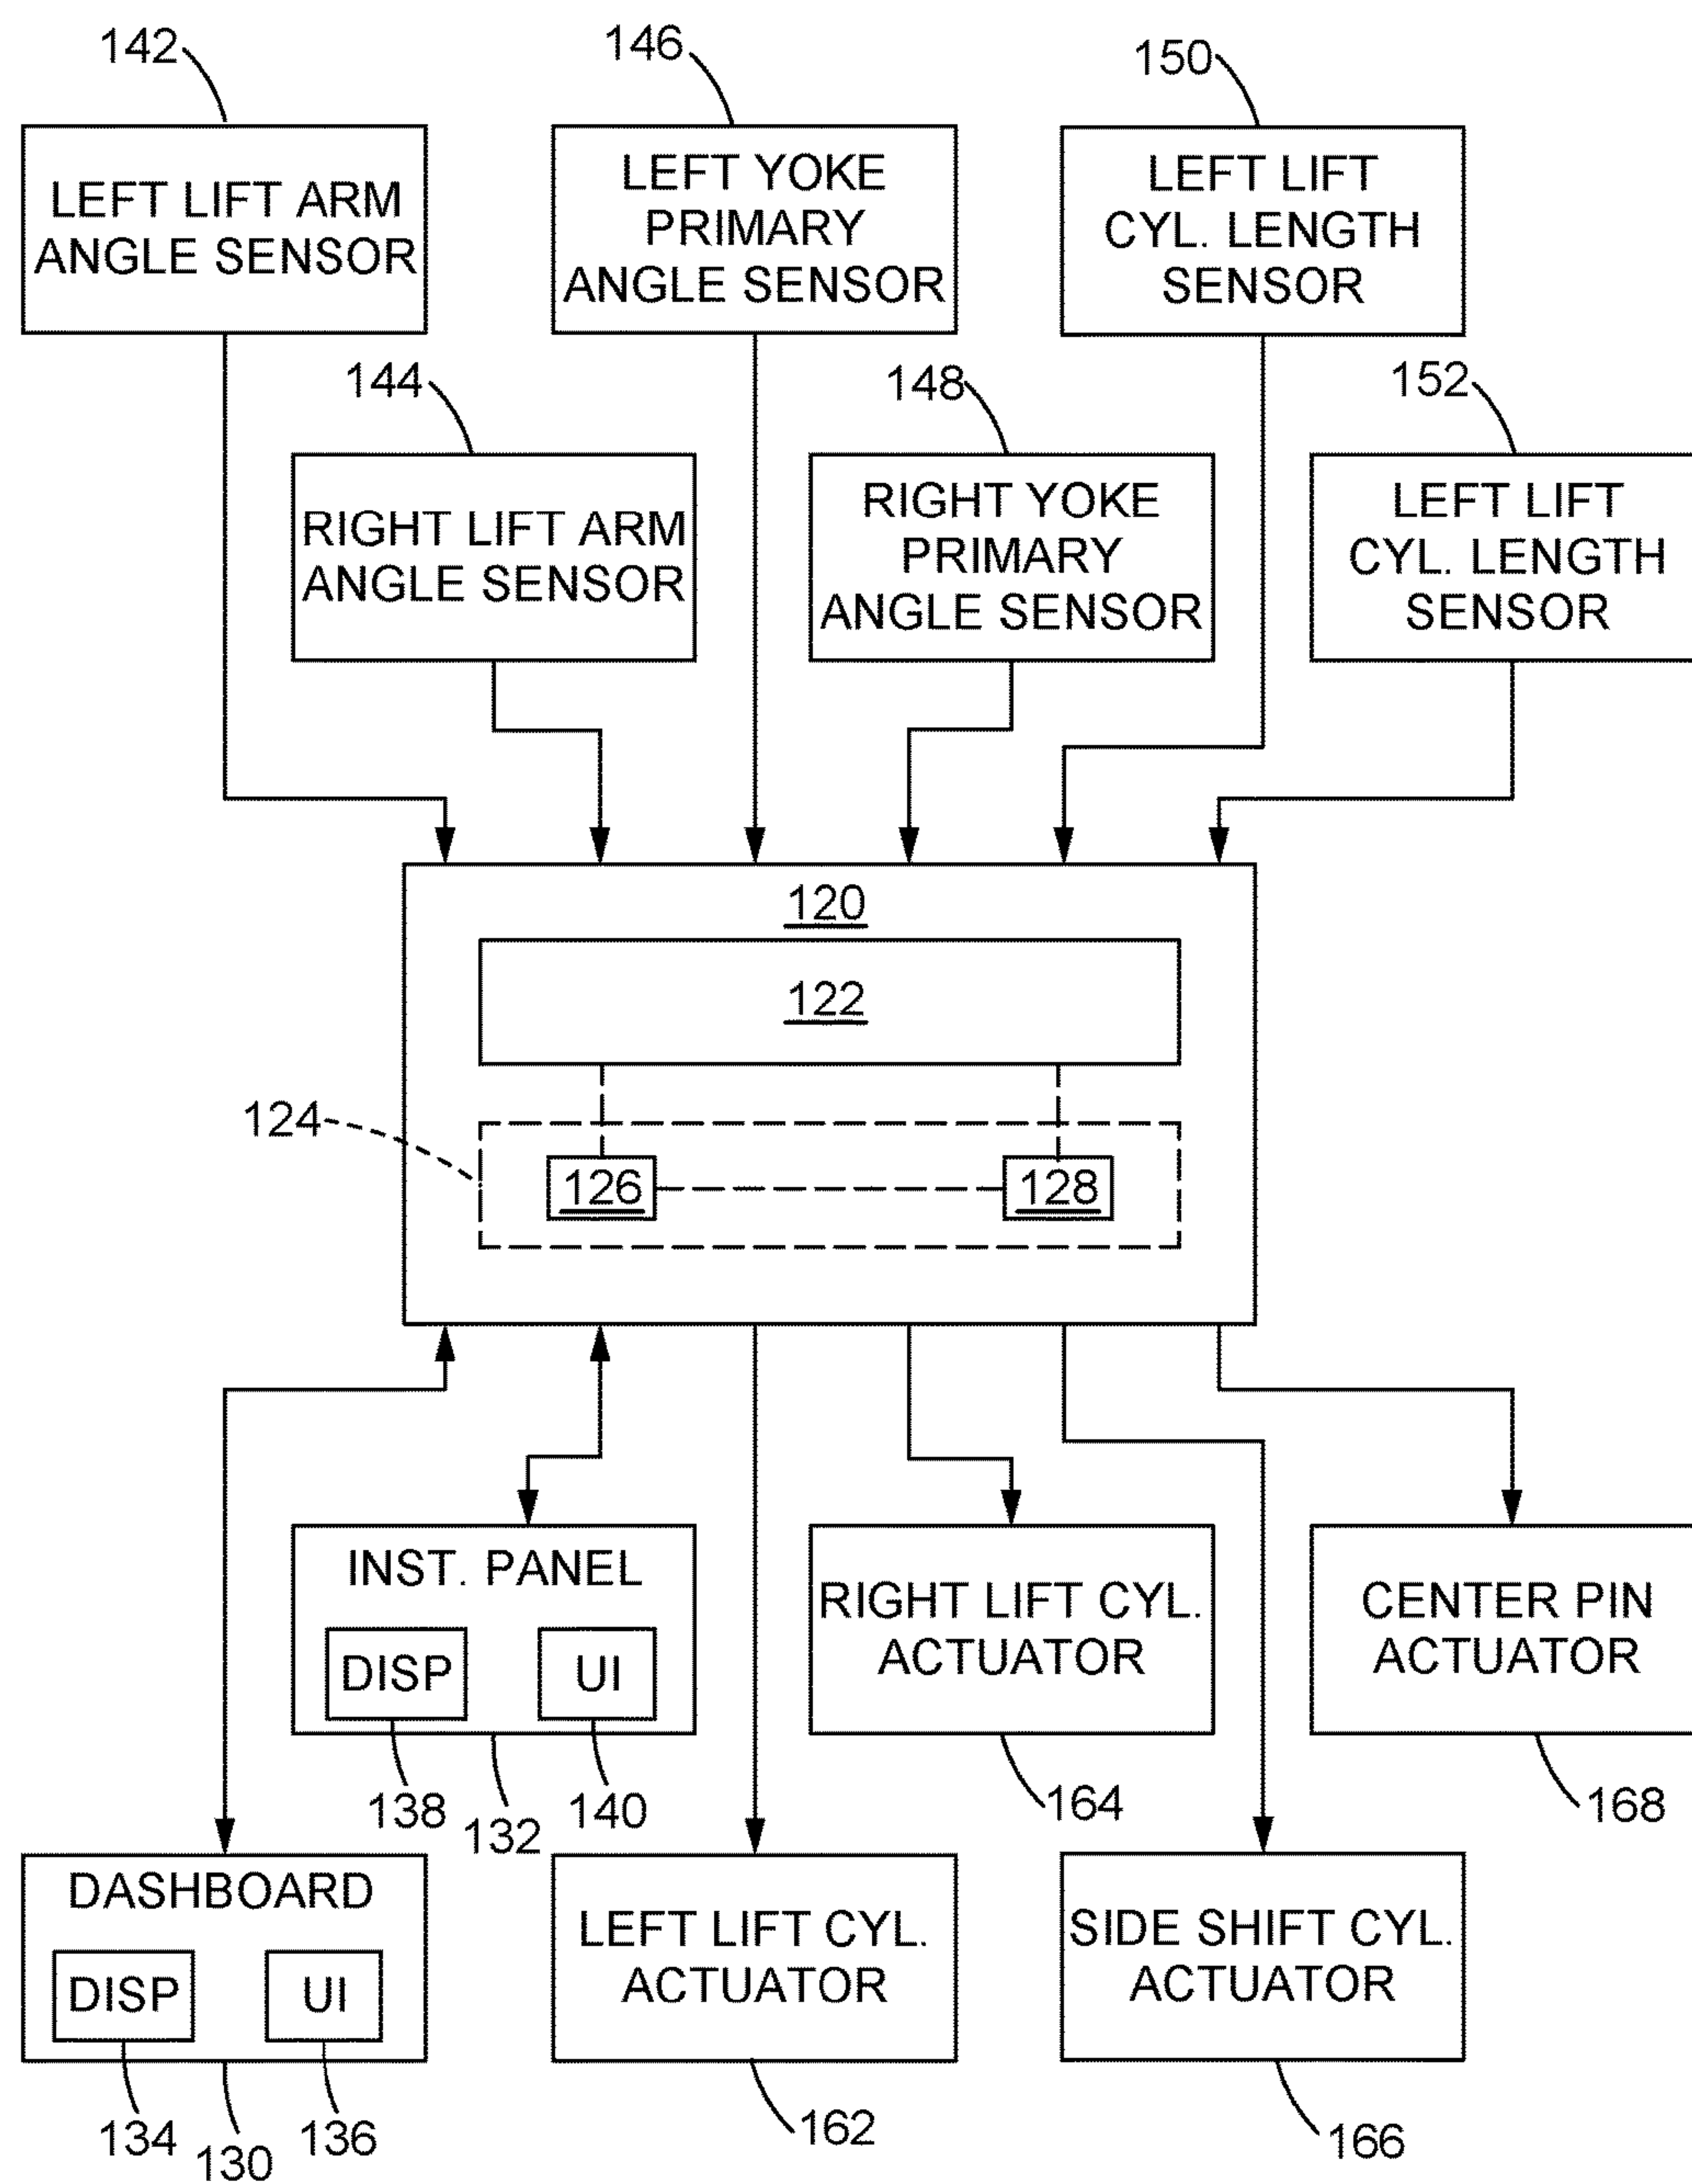 142
146
150
LEFT LIFT ARM
ANGLE SENSOR
LEFT YOKE
PRIMARY
ANGLE SENSOR
LEFT LIFT
CYL. LENGTH
SENSOR
144
148
152
RIGHT LIFT ARM
ANGLE SENSOR
RIGHT YOKE
PRIMARY
ANGLE SENSOR
LEFT LIFT
CYL. LENGTH
SENSOR
120
122
124
126
128
INST. PANEL
DISP
UI
138
132
140
RIGHT LIFT CYL.
ACTUATOR
164
CENTER PIN
ACTUATOR
168
DASHBOARD
DISP
UI
134
130
136
LEFT LIFT CYL.
ACTUATOR
162
SIDE SHIFT CYL.
ACTUATOR
166